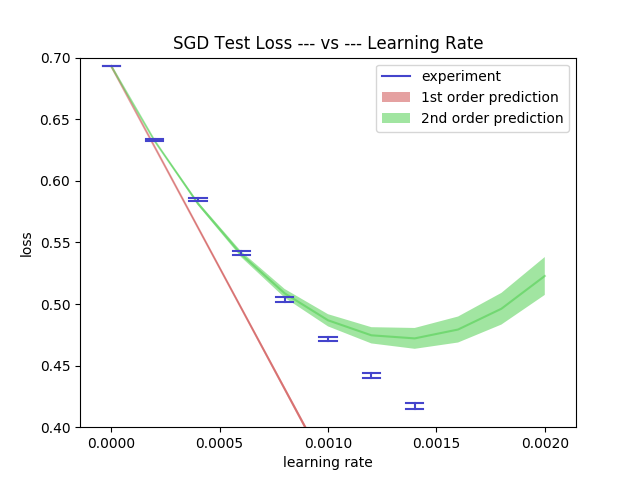 SGD Test Loss --- vs --- Learning Rate
0.70
0.65
0.60
0.55
0.50
0.45
0.40
loss
experiment
1st order prediction
2nd order prediction
0.0000
0.0005
0.0010
0.0015
0.0020
learning rate